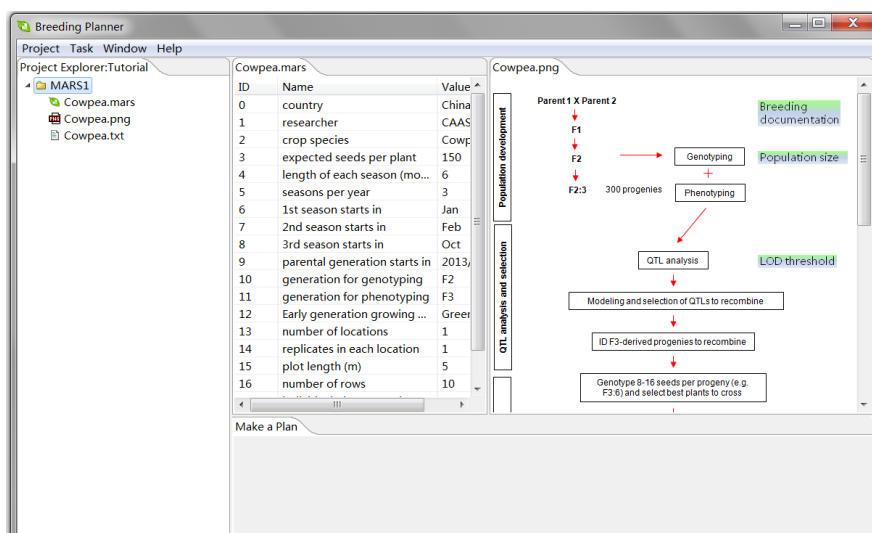 Breeding Planner
Project Task Window Help
Project Explorer:Tutorial
MARS1
Cowpea.mars
Cowpea.png
Cowpea.txt
Cowpea.mars
ID Name Value
0 country China
1 researcher CAAS
2 crop species Cowp
3 expected seeds per plant 150
4 length of each season (mo... 6
5 seasons per year 3
6 1st season starts in Jan
7 2nd season starts in Feb
8 3rd season starts in Oct
9 parental generation starts in 2013/
10 generation for genotyping F2
11 generation for phenotyping F3
12 Early generation growing ... Green
13 number of locations 1
14 replicates in each location 1
15 plot length (m) 5
16 number of rows 10
Cowpea.png
Population development
Parent 1 X Parent 2
F1
F2
F2:3
300 progenies
Genotyping
+
Phenotyping
Breeding
documentation
Population size
QTL analysis and selection
QTL analysis
LOD threshold
Modeling and selection of QTLs to recombine
ID F3-derived progenies to recombine
Genotype 8-16 seeds per progeny (e.g.
F3:6) and select best plants to cross
Make a Plan